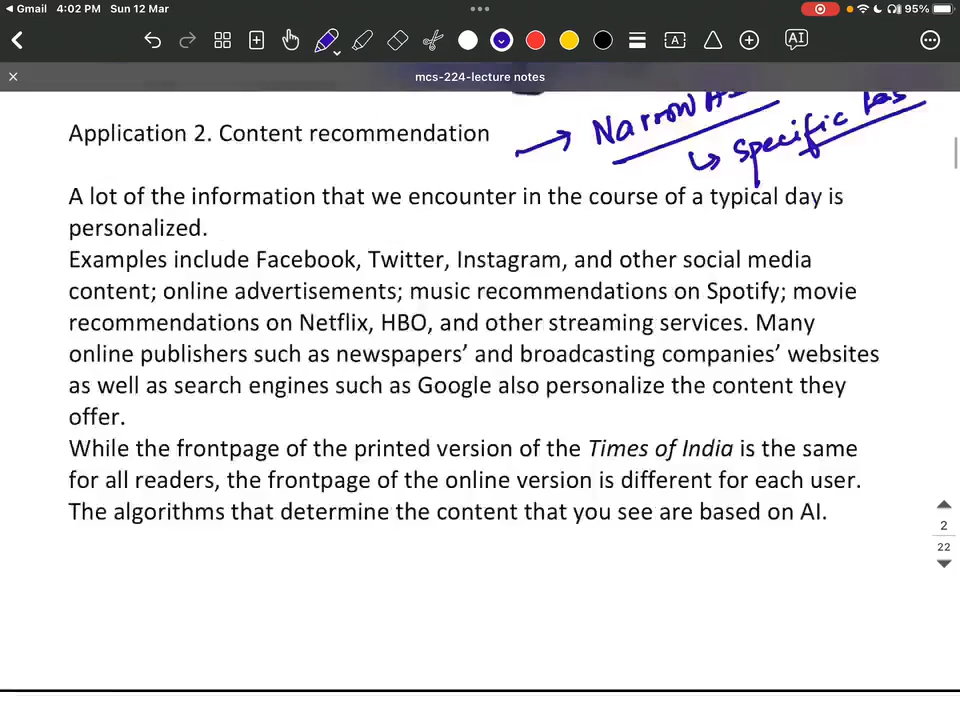 Gmail 4:02 PM Sun 12 Mar 95%
A AI
mcs-224-lecture notes
Narrow
Application 2. Content recommendation
Specific
A lot of the information that we encounter in the course of a typical day is
personalized.
Examples include Facebook, Twitter, Instagram, and other social media
content; online advertisements; music recommendations on Spotify; movie
recommendations on Netflix, HBO, and other streaming services. Many
online publishers such as newspapers’ and broadcasting companies’ websites
as well as search engines such as Google also personalize the content they
offer.
While the frontpage of the printed version of the Times of India is the same
for all readers, the frontpage of the online version is different for each user.
The algorithms that determine the content that you see are based on AI.
2
22